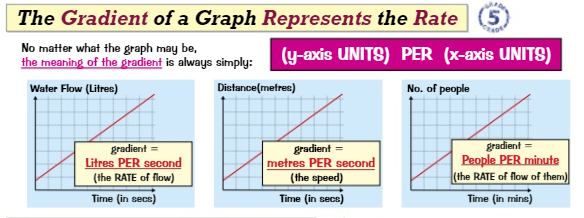 The Gradient of a Graph Represents the Rate
GRADE
5
GRADE
No matter what the graph may be,
the meaning of the gradient is always simply:
(y-axis UNITS) PER (x-axis UNITS)
Water Flow (Litres)
gradient =
Litres PER second
(the RATE of flow)
Time (in secs)
Distance(metres)
gradient =
metres PER second
(the speed)
Time (in secs)
No. of people
gradient =
People PER minute
(the RATE of flow of them)
Time (in mins)